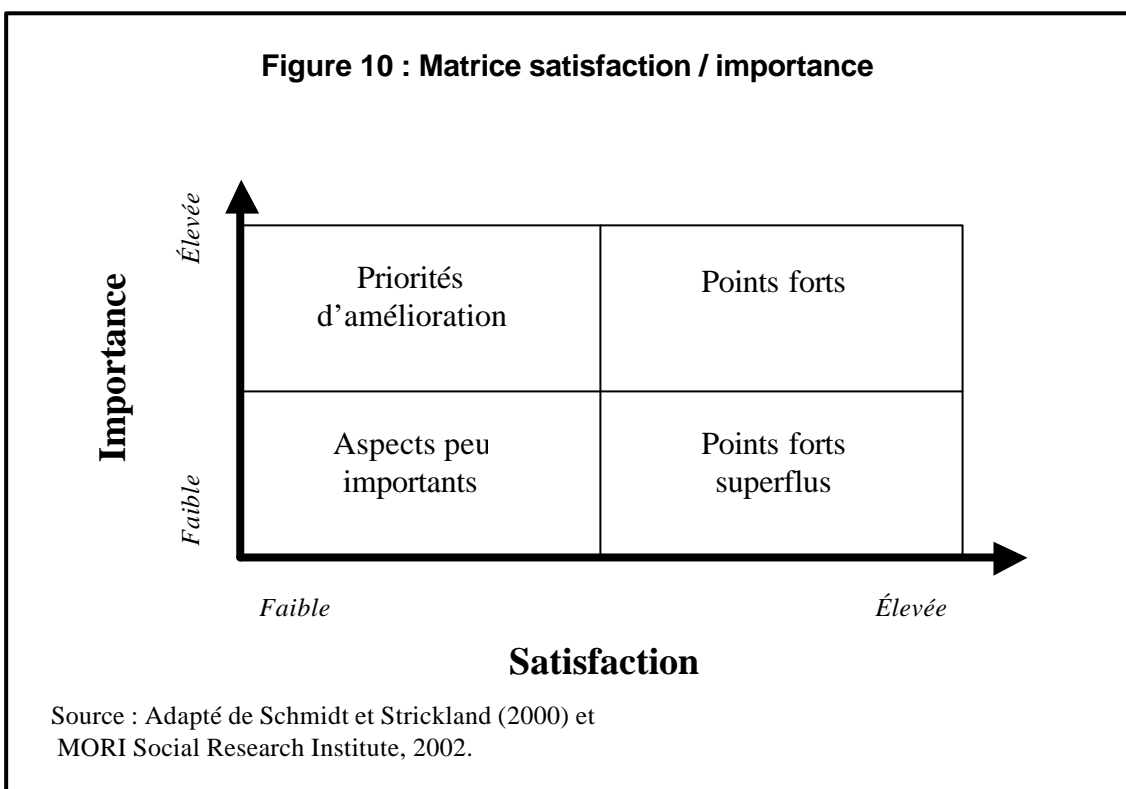 Figure 10 : Matrice satisfaction / importance
Importance
Élevée
Faible
Priorités
d’amélioration
Points forts
Aspects peu
importants
Points forts
superflus
Faible
Élevée
Satisfaction
Source : Adapté de Schmidt et Strickland (2000) et
MORI Social Research Institute, 2002.